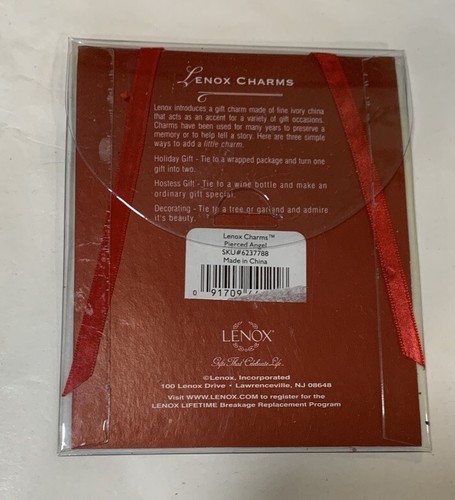 LENOX CHARMS
Lenox introduces a gift charm made of fine ivory china
that acts as an accent for a variety of gift occasions.
Charms have been used for many years to preserve a
memory or to help tell a story. Here are three simple
ways to add a little charm.
Holiday Gift - Tie to a wrapped package and turn one
gift into two.
Hostess Gift - Tie to a wine bottle and make an
ordinary gift special.
Decorating - Tie to a tree or garland and admire
it's beauty.
Lenox Charms™
Pierced Angel
SKU#6237788
Made in China
0 91709
LENOX®
Gifts That Celebrate Life.
©Lenox, Incorporated
100 Lenox Drive • Lawrenceville, NJ 08648
Visit WWW.LENOX.COM to register for the
LENOX LIFETIME Breakage Replacement Program